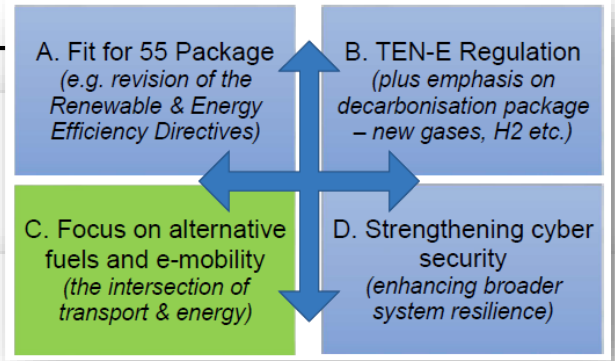 A. Fit for 55 Package
(e.g. revision of the
Renewable & Energy
Efficiency Directives)
B. TEN-E Regulation
(plus emphasis on
decarbonisation package
– new gases, H2 etc.)
C. Focus on alternative
fuels and e-mobility
(the intersection of
transport & energy)
D. Strengthening cyber
security
(enhancing broader
system resilience)